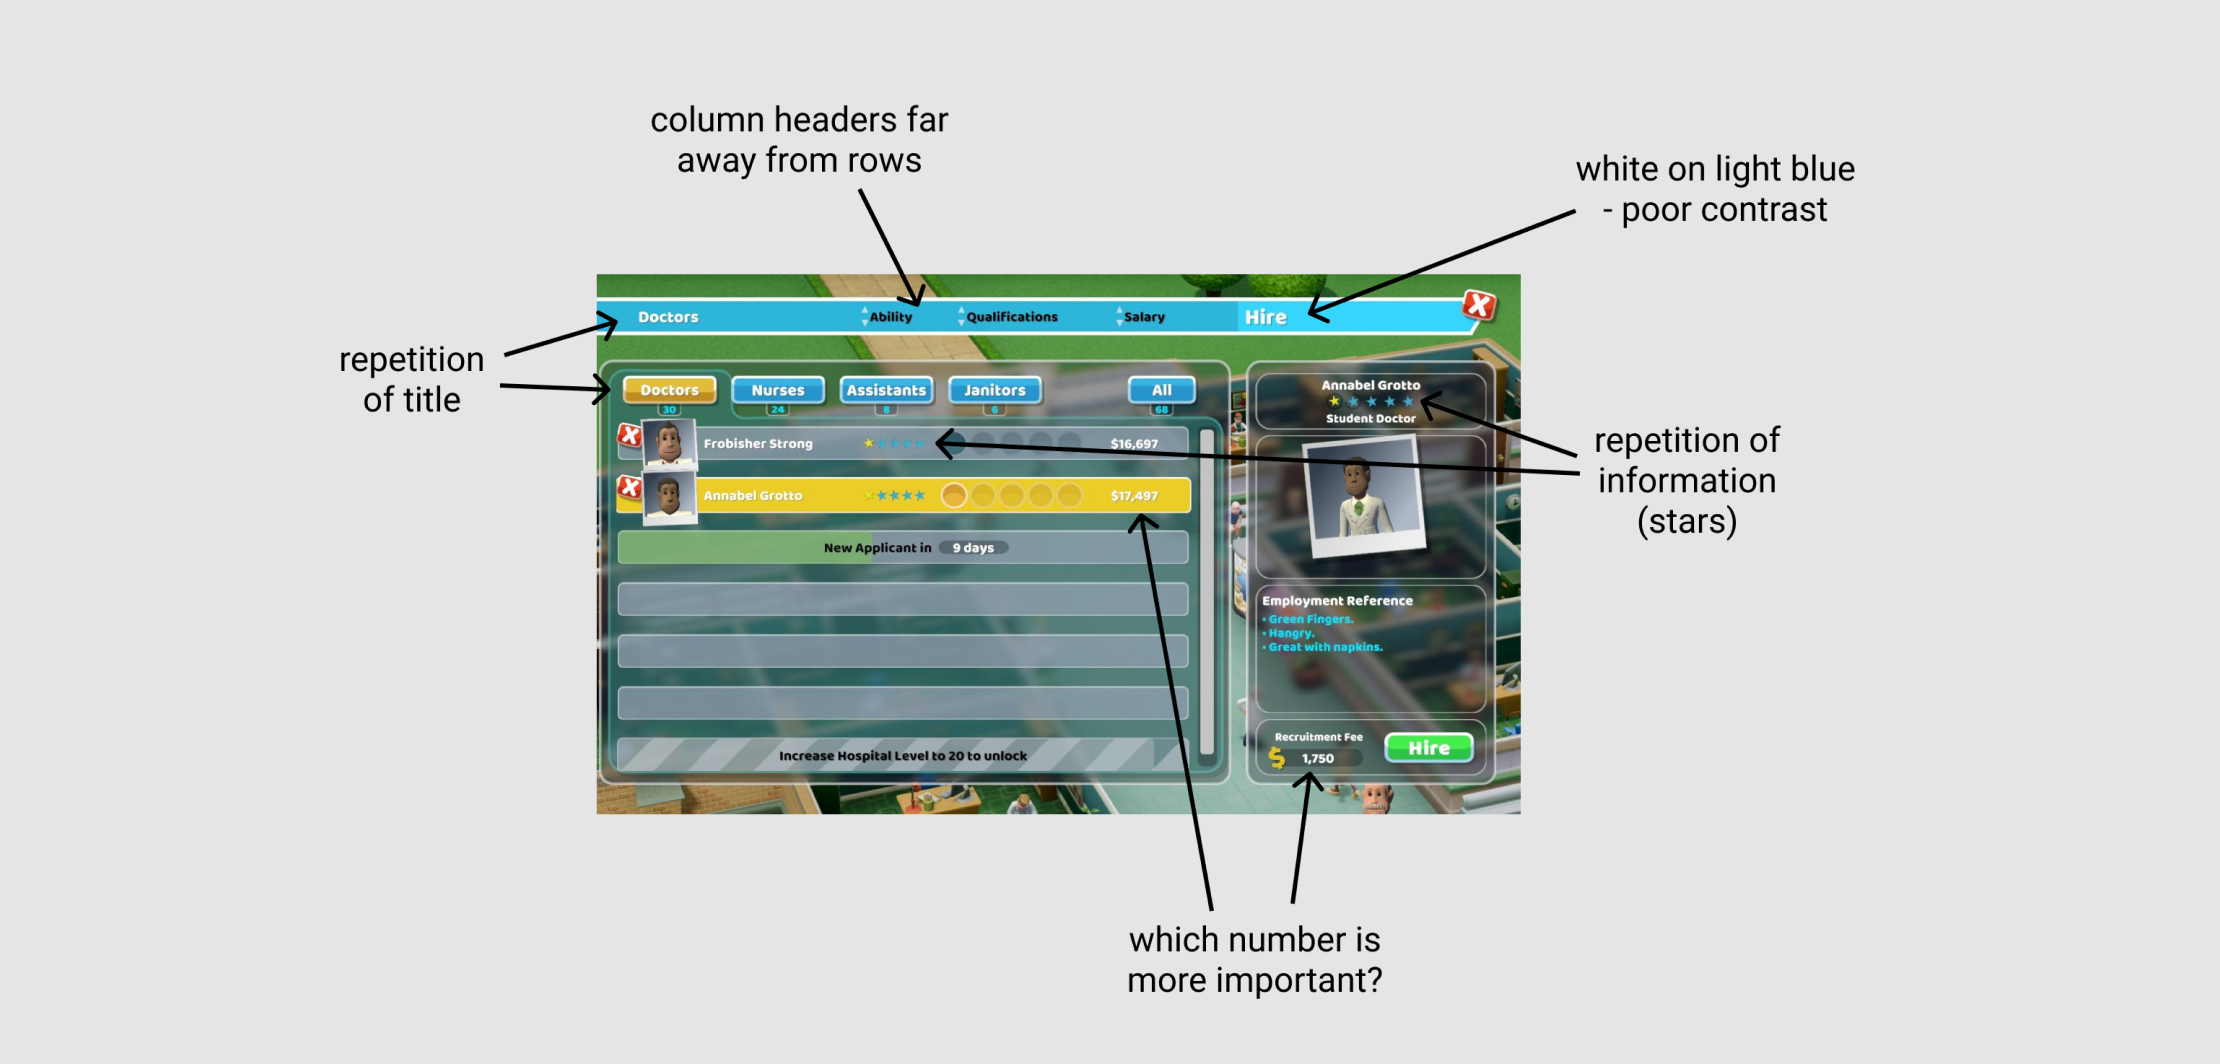 column headers far
away from rows
white on light blue
- poor contrast
repetition
of title
Doctors
Ability
Qualifications
Salary
Hire
X
Doctors
30
Nurses
24
Assistants
8
Janitors
6
All
68
X
Frobisher Strong
$16,697
X
Annabel Grotto
$17,497
New Applicant in
9 days
Increase Hospital Level to 20 to unlock
Annabel Grotto
Student Doctor
Employment Reference
• Green Fingers.
• Hangry.
• Great with napkins.
Recruitment Fee
$ 1,750
Hire
repetition of
information
(stars)
which number is
more important?